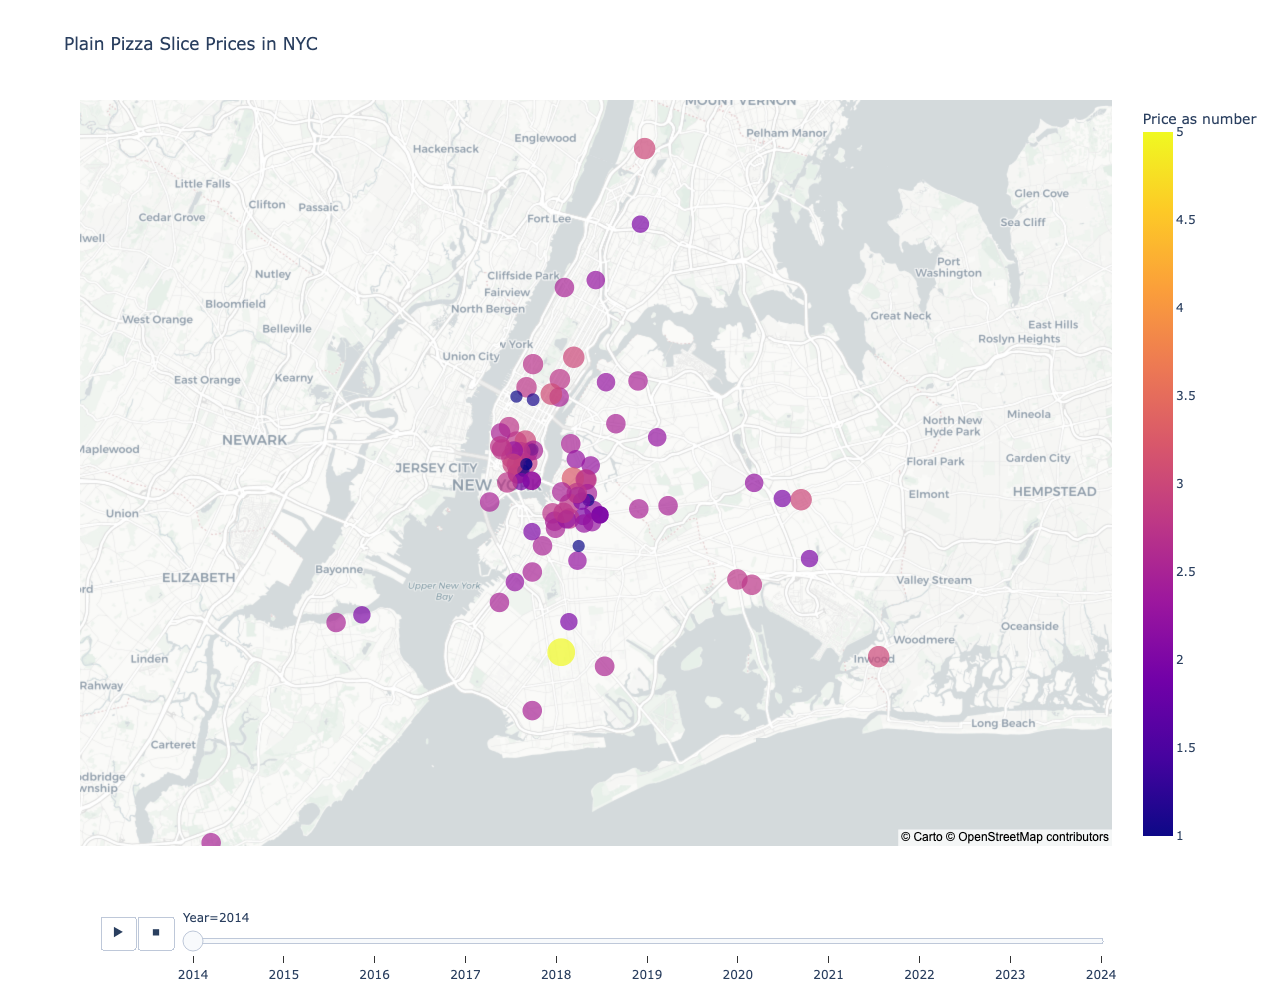 Plain Pizza Slice Prices in NYC
MOUNT VERNON
Pelham Manor
Englewood
Hackensack
Little Falls
Glen Cove
Clifton
Passaic
Cedar Grove
Fort Lee
Sea Cliff
lwell
Port
Washington
Nutley
Cliffside Park
Fairview
Bloomfield
North Bergen
West Orange
Belleville
Great Neck
East Hills
Roslyn Heights
w York
Union City
East Orange
Kearny
Mineola
North New
Hyde Park
NEWARK
Maplewood
Garden City
Floral Park
JERSEY CITY
NEW
Elmont
HEMPSTEAD
Union
Bayonne
ELIZABETH
Valley Stream
rd
Upper New York
Bay
Oceanside
Woodmere
Linden
Inwood
Rahway
Long Beach
Carteret
odbridge
wnship
© Carto © OpenStreetMap contributors
Price as number
5
4.5
4
3.5
3
2.5
2
1.5
1
Year=2014
2014 2015 2016 2017 2018 2019 2020 2021 2022 2023 2024